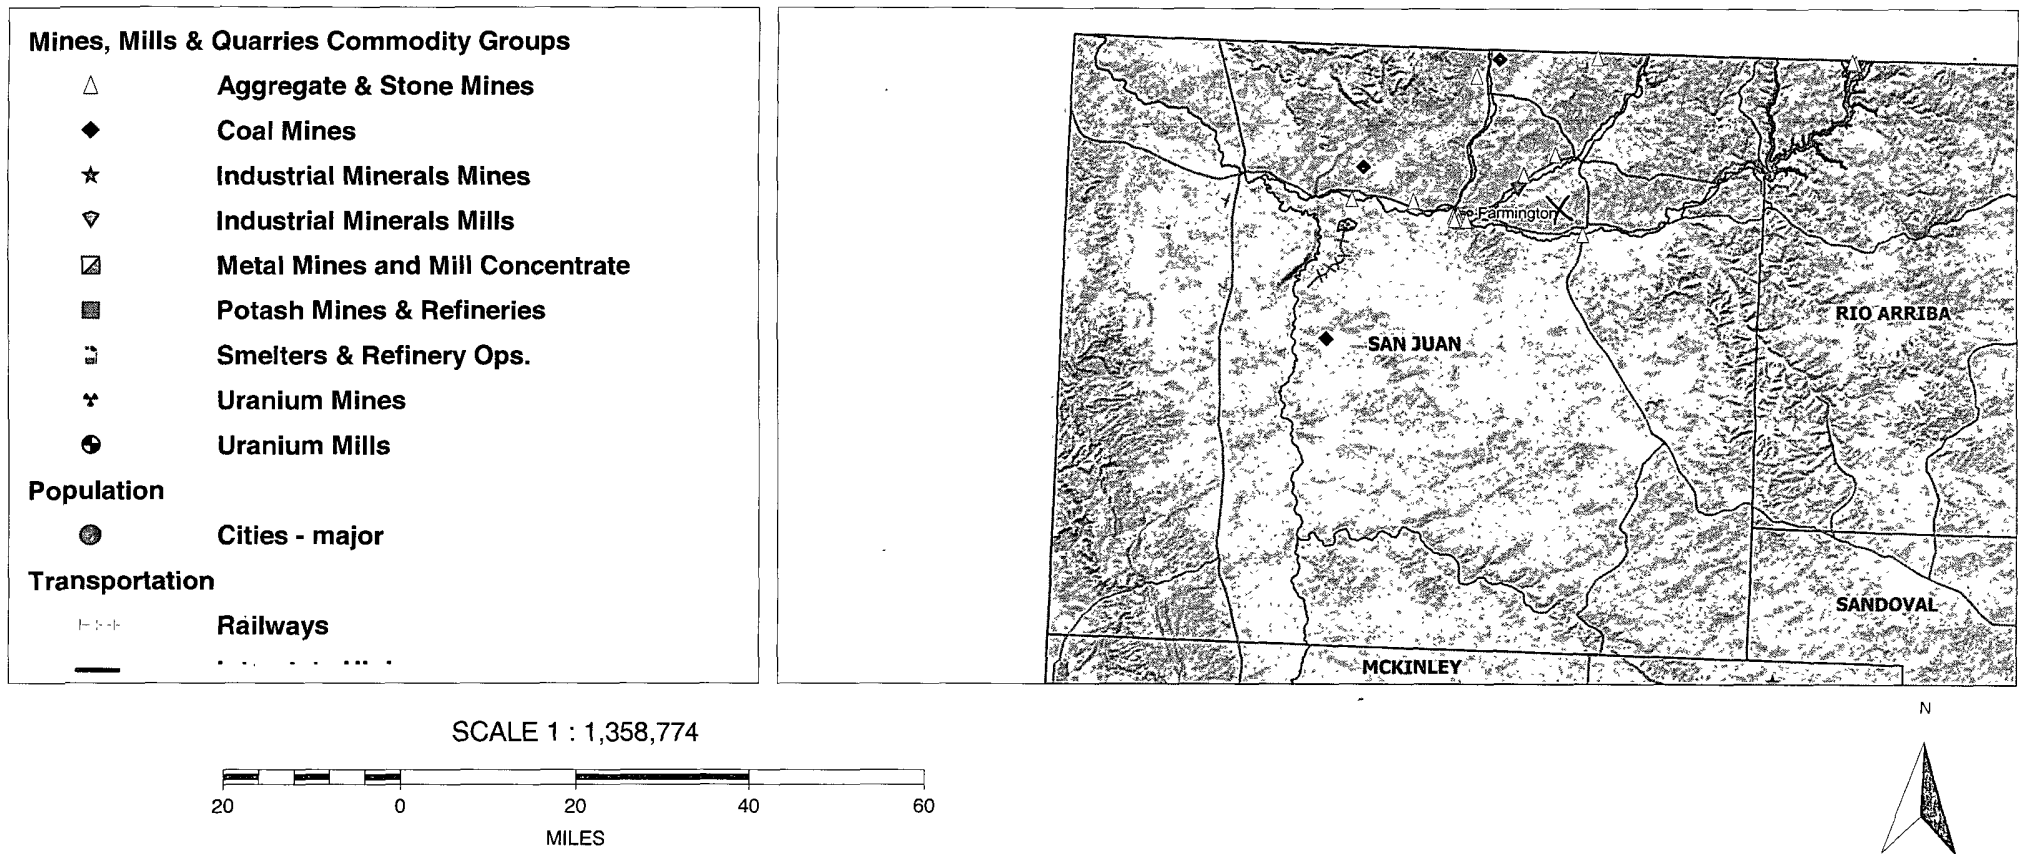 Mines, Mills & Quarries Commodity Groups
Aggregate & Stone Mines
Coal Mines
Industrial Minerals Mines
Industrial Minerals Mills
Metal Mines and Mill Concentrate
Potash Mines & Refineries
Smelters & Refinery Ops.
Uranium Mines
Uranium Mills
Population
Cities - major
Transportation
Railways
Farmington
RIO ARRIBA
SAN JUAN
SANDOVAL
MCKINLEY
SCALE 1 : 1,358,774
20 0 20 40 60
MILES
N